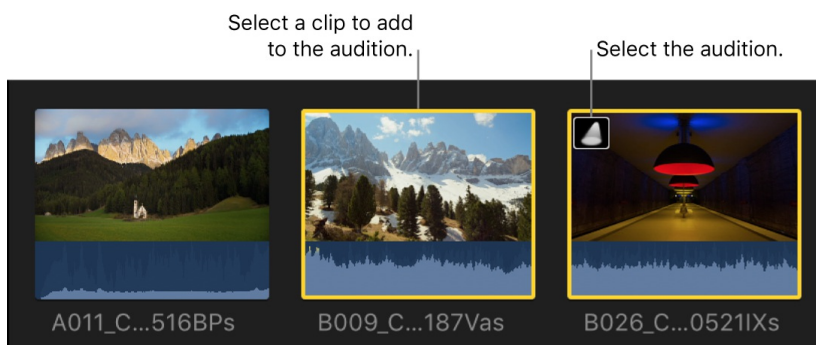 Select a clip to add
to the audition.
Select the audition.
A011_C...516BPs
B009_C...187Vas
B026_C...0521IXs